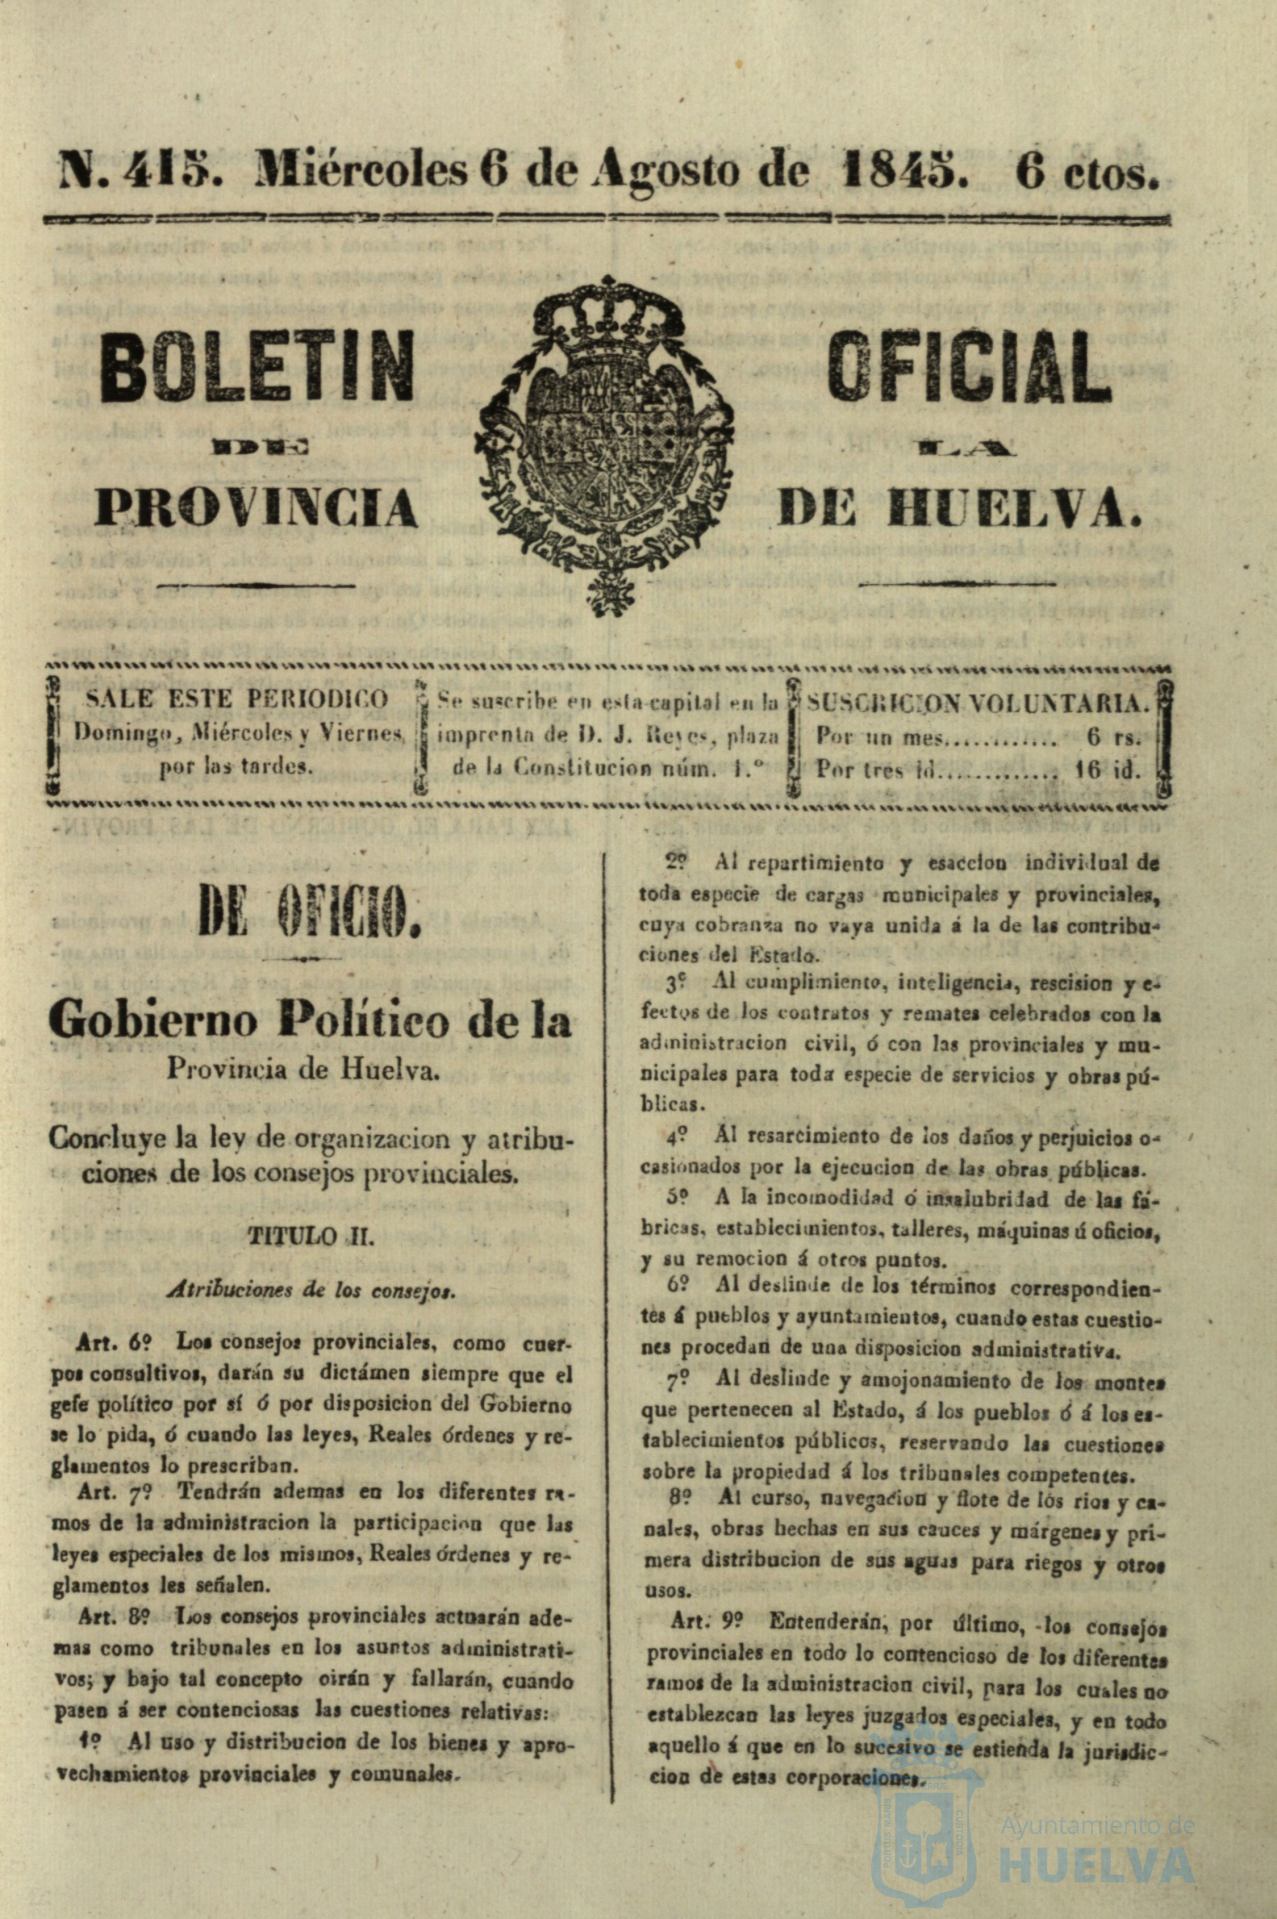 N. 415. Miércoles 6 de Agosto de 1845. 6 ctos.
BOLETIN OFICIAL
DE LA
PROVINCIA DE HUELVA.
SALE ESTE PERIODICO
Domingo, Miércoles y Viernes,
por las tardes.
Se suscribe en esta capital en la
imprenta de D. J. Reyes, plaza
de la Constitucion núm. 1.º
SUSCRICION VOLUNTARIA.
Por un mes............ 6 rs.
Por tres id............. 16 id.
DE OFICIO.
Gobierno Político de la
Provincia de Huelva.
Concluye la ley de organizacion y atribu-
ciones de los consejos provinciales.
TITULO II.
Atribuciones de los consejos.
Art. 6º Los consejos provinciales, como cuer-
pos consultivos, darán su dictámen siempre que el
gefe político por sí ó por disposicion del Gobierno
se lo pida, ó cuando las leyes, Reales órdenes y re-
glamentos lo prescriban.
Art. 7º Tendrán ademas en los diferentes ra-
mos de la administracion la participacion que las
leyes especiales de los mismos, Reales órdenes y re-
glamentos les señalen.
Art. 8º Los consejos provinciales actuarán ade-
mas como tribunales en los asuntos administrati-
vos; y bajo tal concepto oirán y fallarán, cuando
pasen á ser contenciosas las cuestiones relativas:
1º Al uso y distribucion de los bienes y apro-
vechamientos provinciales y comunales.
2º Al repartimiento y esaccion individual de
toda especie de cargas municipales y provinciales,
cuya cobranza no vaya unida á la de las contribu-
ciones del Estado.
3º Al cumplimiento, inteligencia, rescision y e-
fectos de los contratos y remates celebrados con la
administracion civil, ó con las provinciales y mu-
nicipales para toda especie de servicios y obras pú-
blicas.
4º Al resarcimiento de los daños y perjuicios o-
casionados por la ejecucion de las obras públicas.
5º A la incomodidad ó insalubridad de las fá-
bricas, establecimientos, talleres, máquinas ú oficios,
y su remocion á otros puntos.
6º Al deslinde de los términos correspondien-
tes á pueblos y ayuntamientos, cuando estas cuestio-
nes procedan de una disposicion administrativa.
7º Al deslinde y amojonamiento de los montes
que pertenecen al Estado, á los pueblos ó á los es-
tablecimientos públicos, reservando las cuestiones
sobre la propiedad á los tribunales competentes.
8º Al curso, navegacion y flote de los rios y ca-
nales, obras hechas en sus cauces y márgenes y pri-
mera distribucion de sus aguas para riegos y otros
usos.
Art. 9º Entenderán, por último, los consejos
provinciales en todo lo contencioso de los diferentes
ramos de la administracion civil, para los cuales no
establezcan las leyes juzgados especiales, y en todo
aquello á que en lo sucesivo se estienda la jurisdic-
cion de estas corporaciones.
Ayuntamiento de
HUELVA